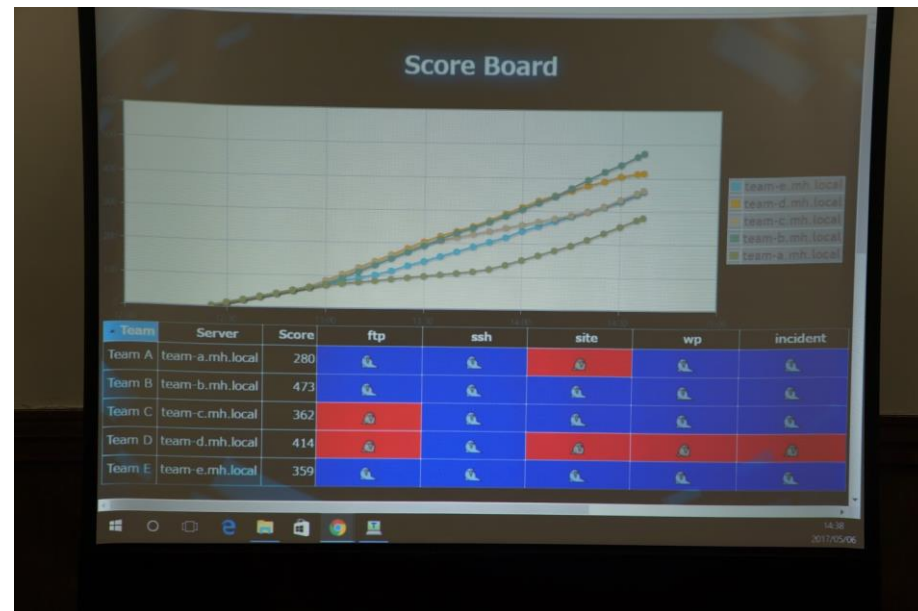 Score Board
team-e.mh.local
team-d.mh.local
team-c.mh.local
team-b.mh.local
team-a.mh.local
Team Server Score ftp ssh site wp incident
Team A team-a.mh.local 280
Team B team-b.mh.local 473
Team C team-c.mh.local 362
Team D team-d.mh.local 414
Team E team-e.mh.local 359
14:38
2017/05/06